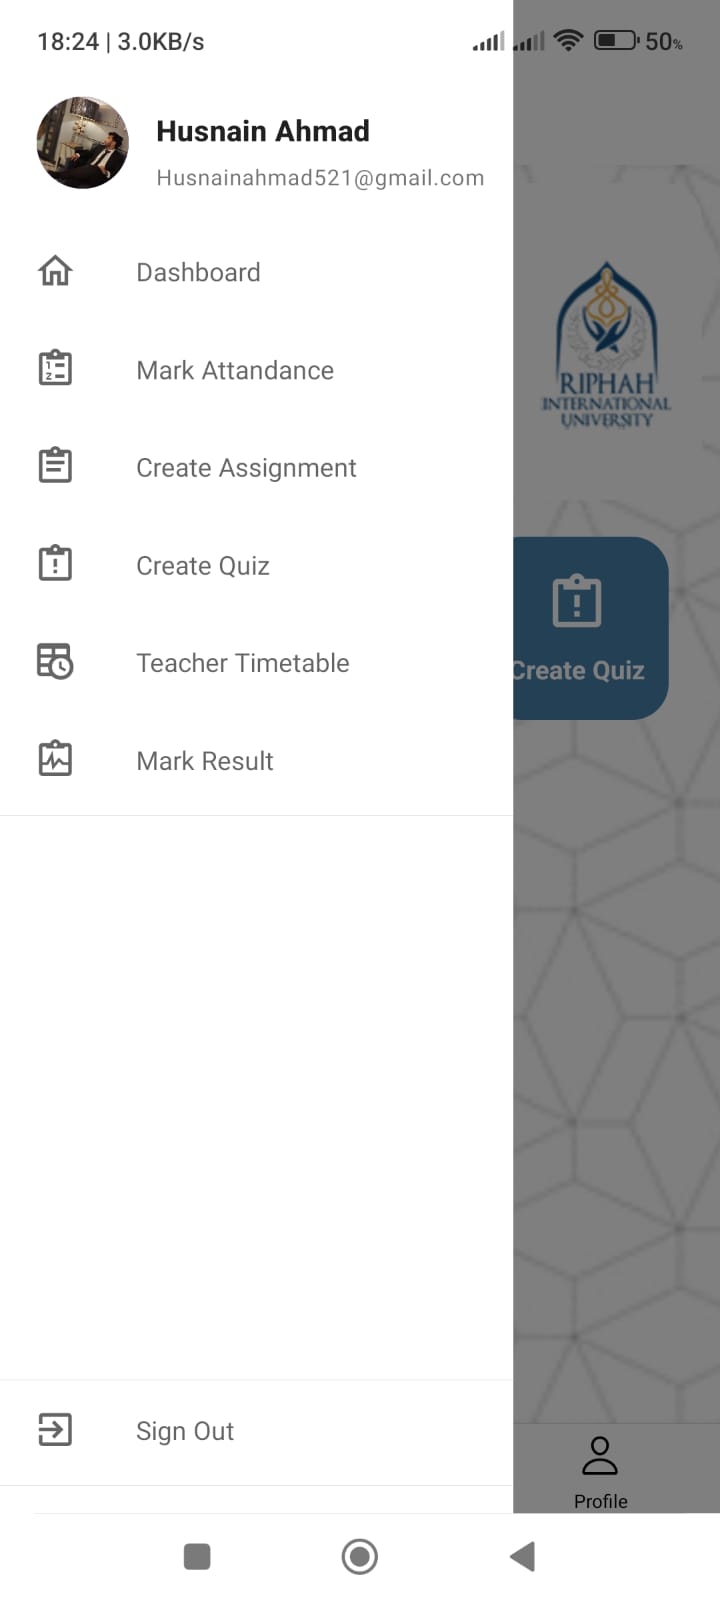 18:24 | 3.0KB/s
50%
Husnain Ahmad
Husnainahmad521@gmail.com
Dashboard
Mark Attandance
Create Assignment
Create Quiz
Teacher Timetable
Mark Result
RIPHAH
INTERNATIONAL
UNIVERSITY
Create Quiz
Sign Out
Profile